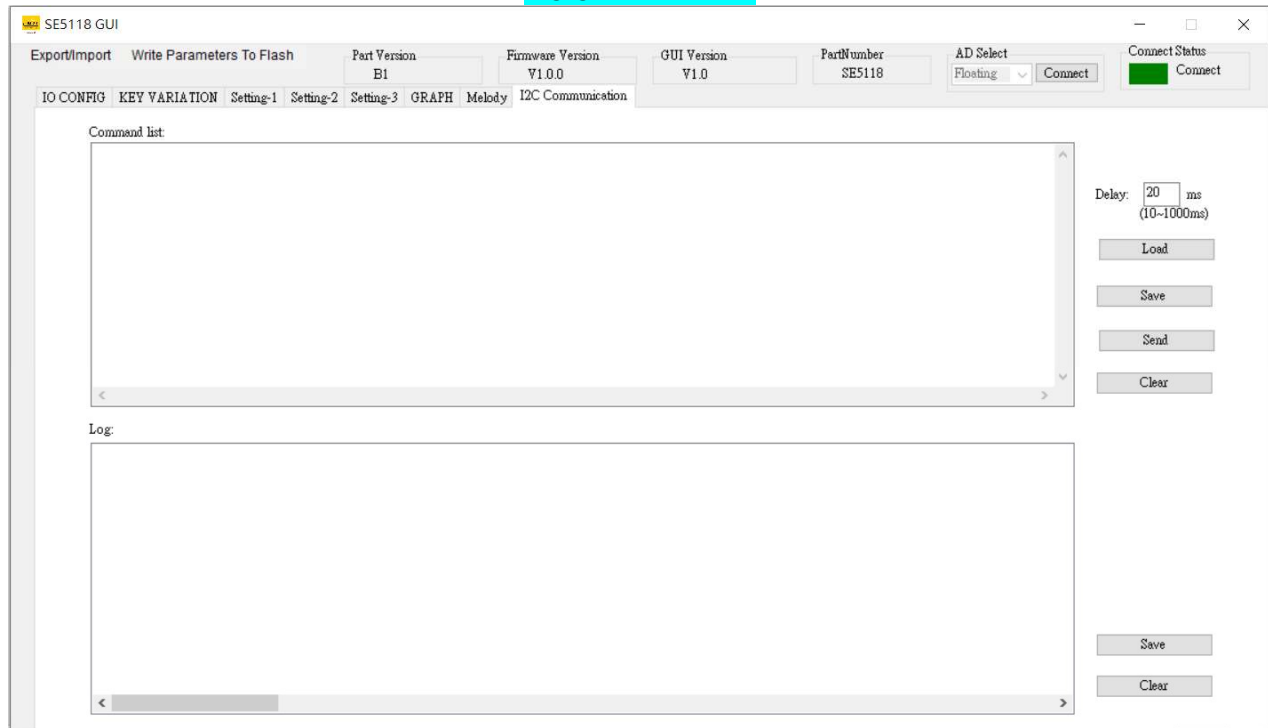 SE5118 GUI
Export/Import Write Parameters To Flash
Part Version
B1
Firmware Version
V1.0.0
GUI Version
V1.0
PartNumber
SE5118
AD Select
Floating Connect
Connect Status
Connect
IO CONFIG KEY VARIATION Setting-1 Setting-2 Setting-3 GRAPH Melody I2C Communication
Command list:
Delay: 20 ms
(10~1000ms)
Load
Save
Send
Clear
Log:
Save
Clear